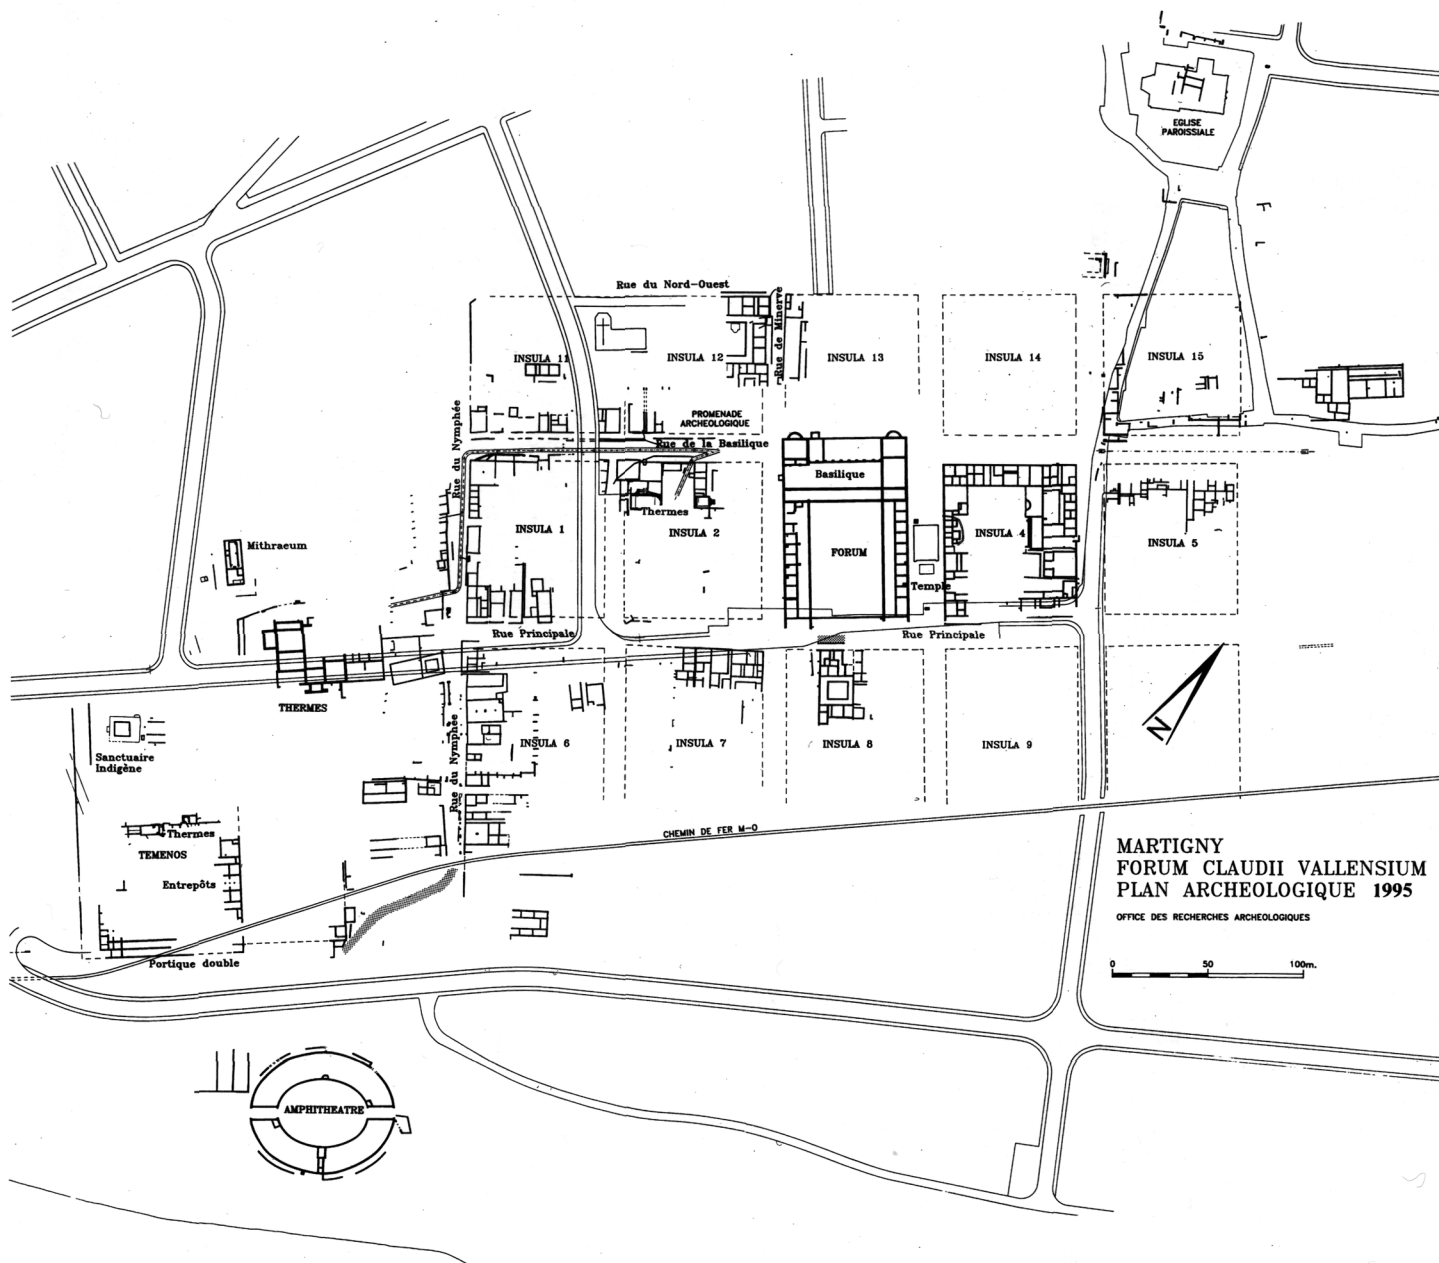 EGLISE
PAROISSIALE
Rue du Nord-Ouest
Rue de Minerve
INSULA 11
INSULA 12
INSULA 13
INSULA 14
INSULA 15
Rue du Nymphée
PROMENADE
ARCHEOLOGIQUE
Rue de la Basilique
Basilique
Thermes
INSULA 1
INSULA 2
FORUM
INSULA 4
INSULA 5
Mithraeum
Temple
Rue Principale
Rue Principale
THERMES
N
Rue du Nymphée
Sanctuaire
Indigène
INSULA 6
INSULA 7
INSULA 8
INSULA 9
Thermes
TEMENOS
Entrepôts
CHEMIN DE FER M-O
Portique double
MARTIGNY
FORUM CLAUDII VALLENSIUM
PLAN ARCHEOLOGIQUE 1995
OFFICE DES RECHERCHES ARCHEOLOGIQUES
0 50 100m.
AMPHITHEATRE